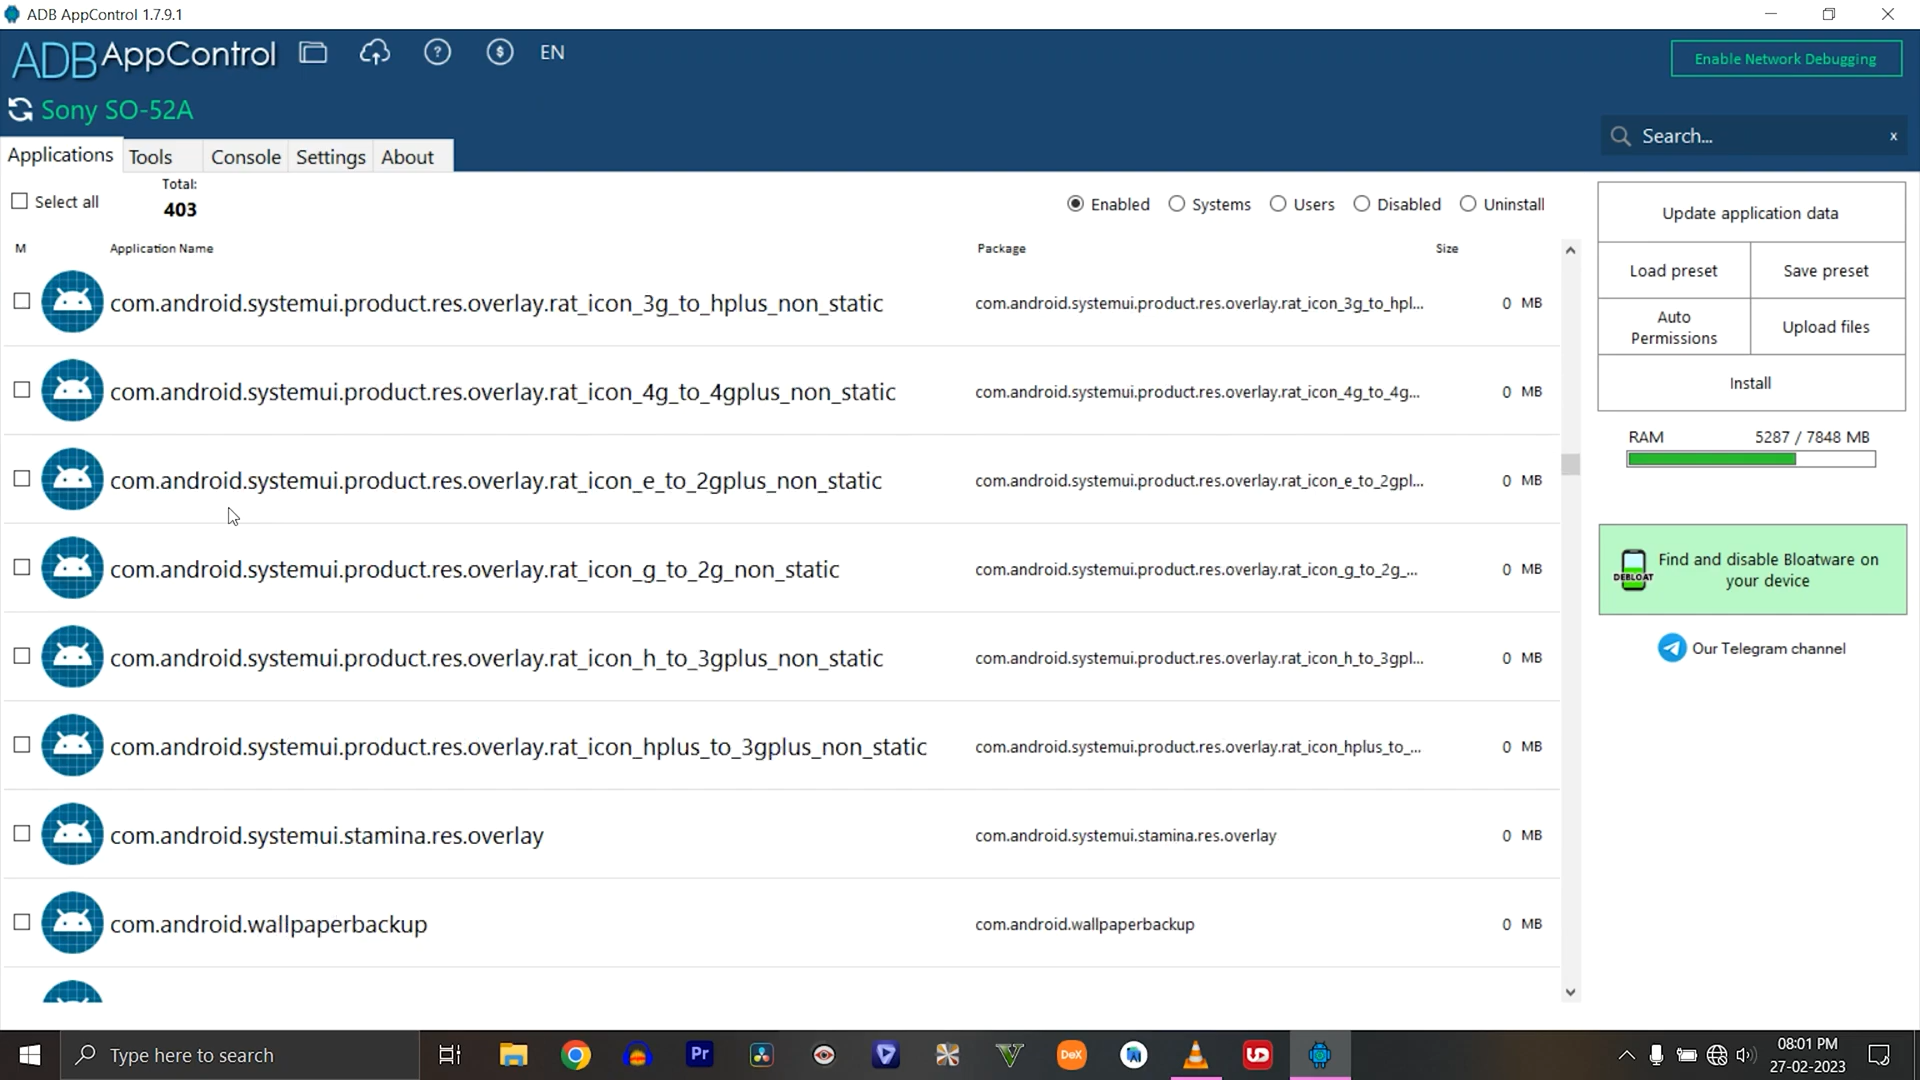 ADB AppControl 1.7.9.1
ADB AppControl
?
$
EN
Enable Network Debugging
Sony SO-52A
Search...
x
Applications
Tools
Console
Settings
About
Select all
Total:
403
Enabled
Systems
Users
Disabled
Uninstall
M
Application Name
Package
Size
com.android.systemui.product.res.overlay.rat_icon_3g_to_hplus_non_static
com.android.systemui.product.res.overlay.rat_icon_3g_to_hpl...
0 MB
com.android.systemui.product.res.overlay.rat_icon_4g_to_4gplus_non_static
com.android.systemui.product.res.overlay.rat_icon_4g_to_4g...
0 MB
com.android.systemui.product.res.overlay.rat_icon_e_to_2gplus_non_static
com.android.systemui.product.res.overlay.rat_icon_e_to_2gpl...
0 MB
com.android.systemui.product.res.overlay.rat_icon_g_to_2g_non_static
com.android.systemui.product.res.overlay.rat_icon_g_to_2g_...
0 MB
com.android.systemui.product.res.overlay.rat_icon_h_to_3gplus_non_static
com.android.systemui.product.res.overlay.rat_icon_h_to_3gpl...
0 MB
com.android.systemui.product.res.overlay.rat_icon_hplus_to_3gplus_non_static
com.android.systemui.product.res.overlay.rat_icon_hplus_to_...
0 MB
com.android.systemui.stamina.res.overlay
com.android.systemui.stamina.res.overlay
0 MB
com.android.wallpaperbackup
com.android.wallpaperbackup
0 MB
Update application data
Load preset
Save preset
Auto
Permissions
Upload files
Install
RAM
5287 / 7848 MB
DEBLOAT
Find and disable Bloatware on
your device
Our Telegram channel
Type here to search
Pr
DeX
08:01 PM
27-02-2023